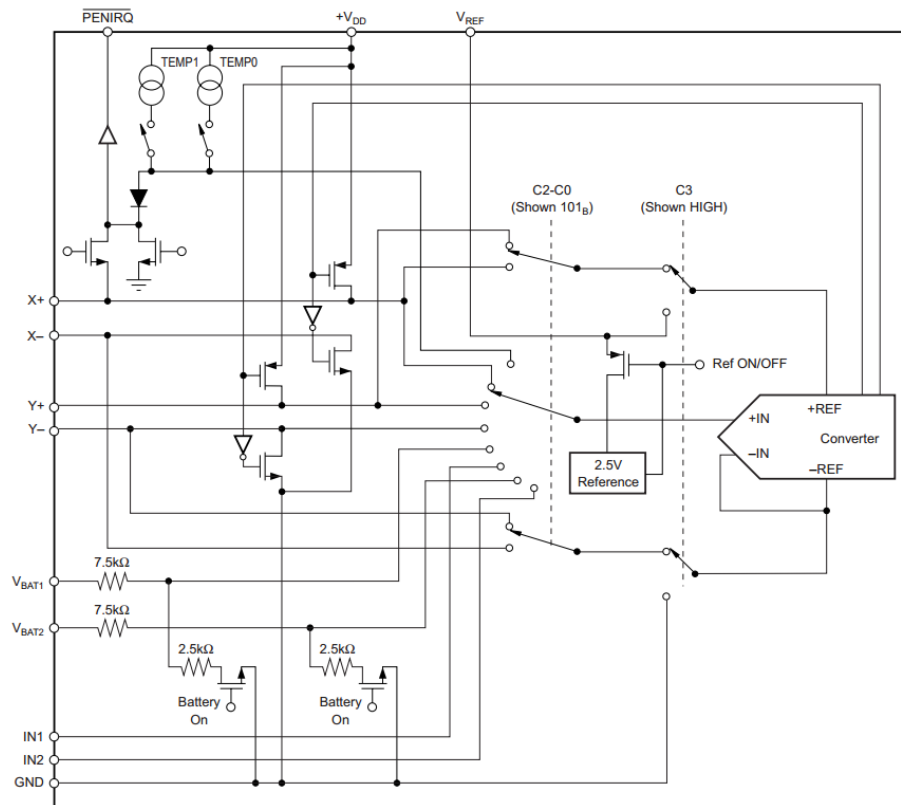 PENIRQ
+VDD
VREF
TEMP1
TEMP0
C2-C0
(Shown 101B)
C3
(Shown HIGH)
X+
X–
Ref ON/OFF
Y+
Y–
+IN
+REF
Converter
–IN
–REF
2.5V
Reference
7.5kΩ
VBAT1
7.5kΩ
VBAT2
2.5kΩ
2.5kΩ
Battery
On
Battery
On
IN1
IN2
GND